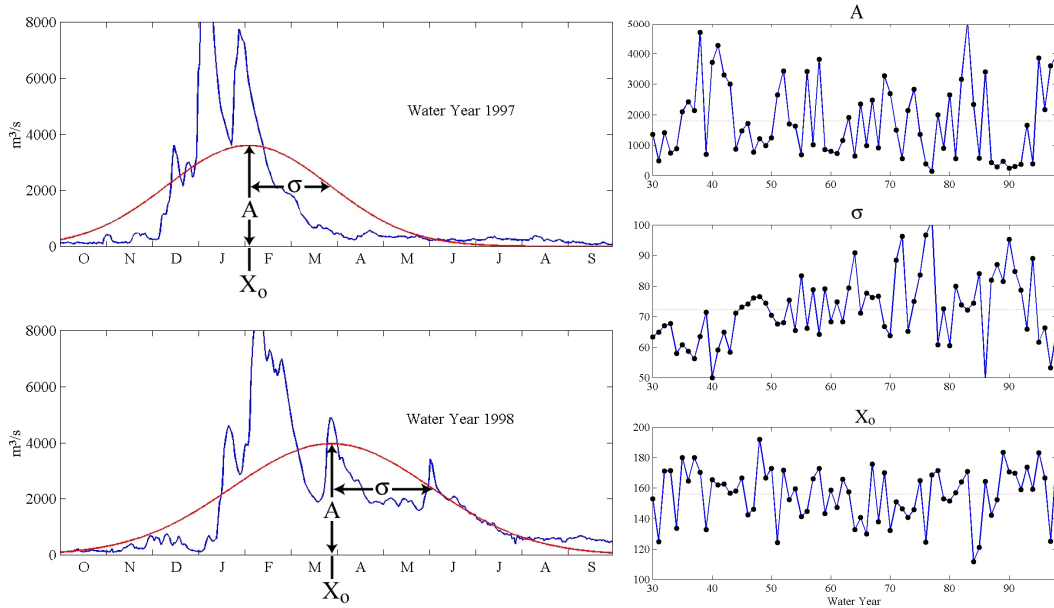 8000
6000
4000
2000
0
m³/s
Water Year 1997
σ
A
Xₒ
O N D J F M A M J J A S
8000
6000
4000
2000
0
m³/s
Water Year 1998
σ
A
Xₒ
O N D J F M A M J J A S
A
5000
4000
3000
2000
1000
0
30 40 50 60 70 80 90
σ
100
90
80
70
60
50
30 40 50 60 70 80 90
Xₒ
200
180
160
140
120
100
30 40 50 60 70 80 90
Water Year